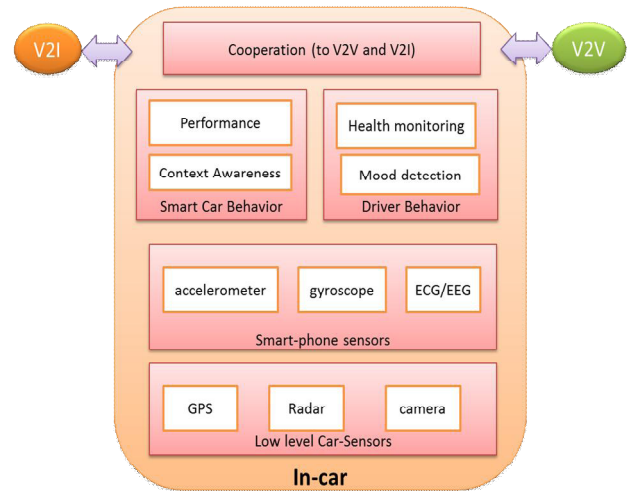 V2I
Cooperation (to V2V and V2I)
V2V
Performance
Context Awareness
Smart Car Behavior
Health monitoring
Mood detection
Driver Behavior
accelerometer
gyroscope
ECG/EEG
Smart-phone sensors
GPS
Radar
camera
Low level Car-Sensors
In-car